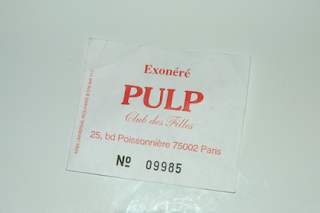 Exonéré
PULP
Club des Filles
25, bd Poissonnière 75002 Paris
Nº 09985